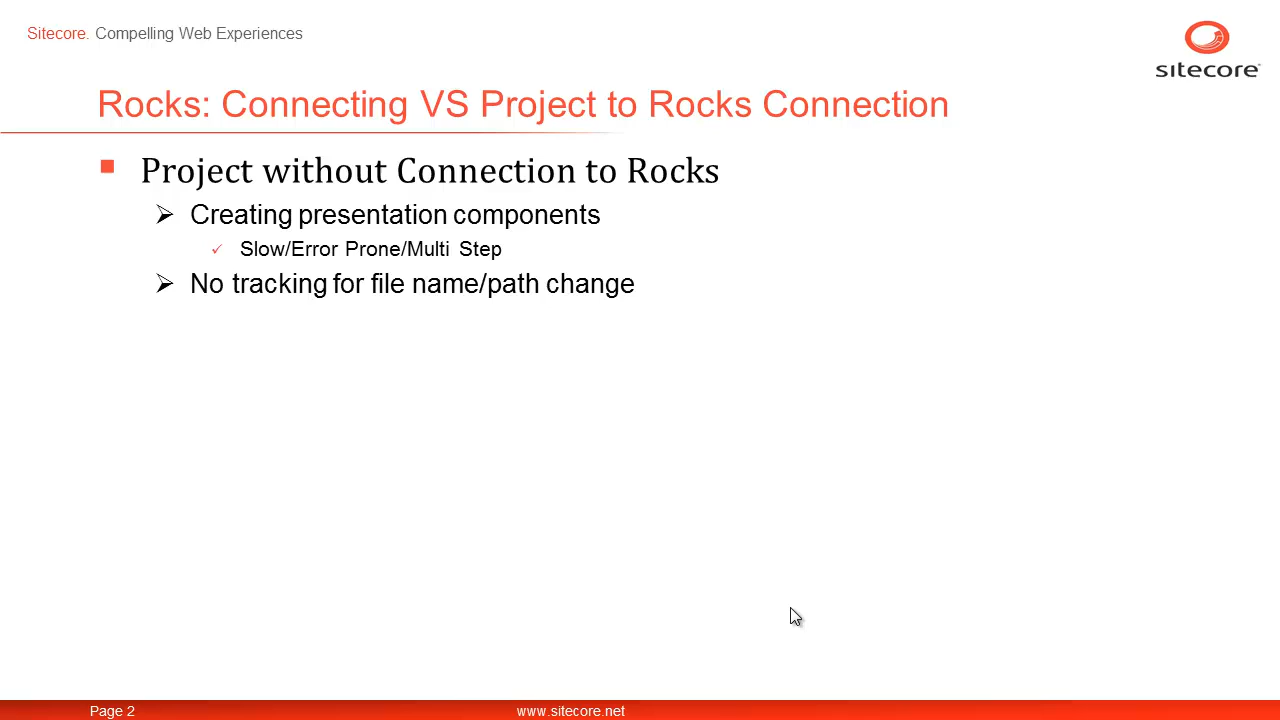 Sitecore. Compelling Web Experiences
sitecore
Rocks: Connecting VS Project to Rocks Connection
Project without Connection to Rocks
Creating presentation components
Slow/Error Prone/Multi Step
No tracking for file name/path change
Page 2
www.sitecore.net